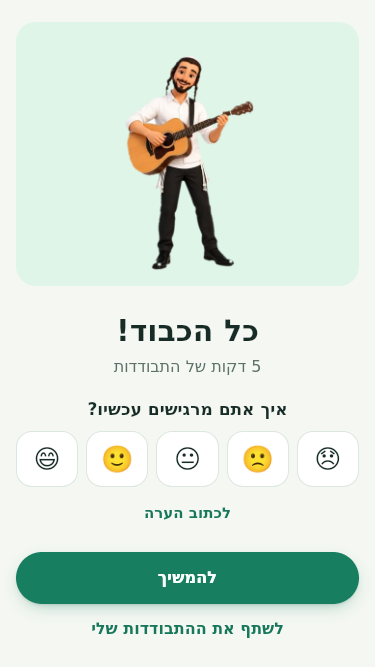 כל הכבוד!
5 דקות של התבודדות
איך אתם מרגישים עכשיו?
😞 🙁 😐 🙂 😄
לכתוב הערה
להמשיך
לשתף את ההתבודדות שלי